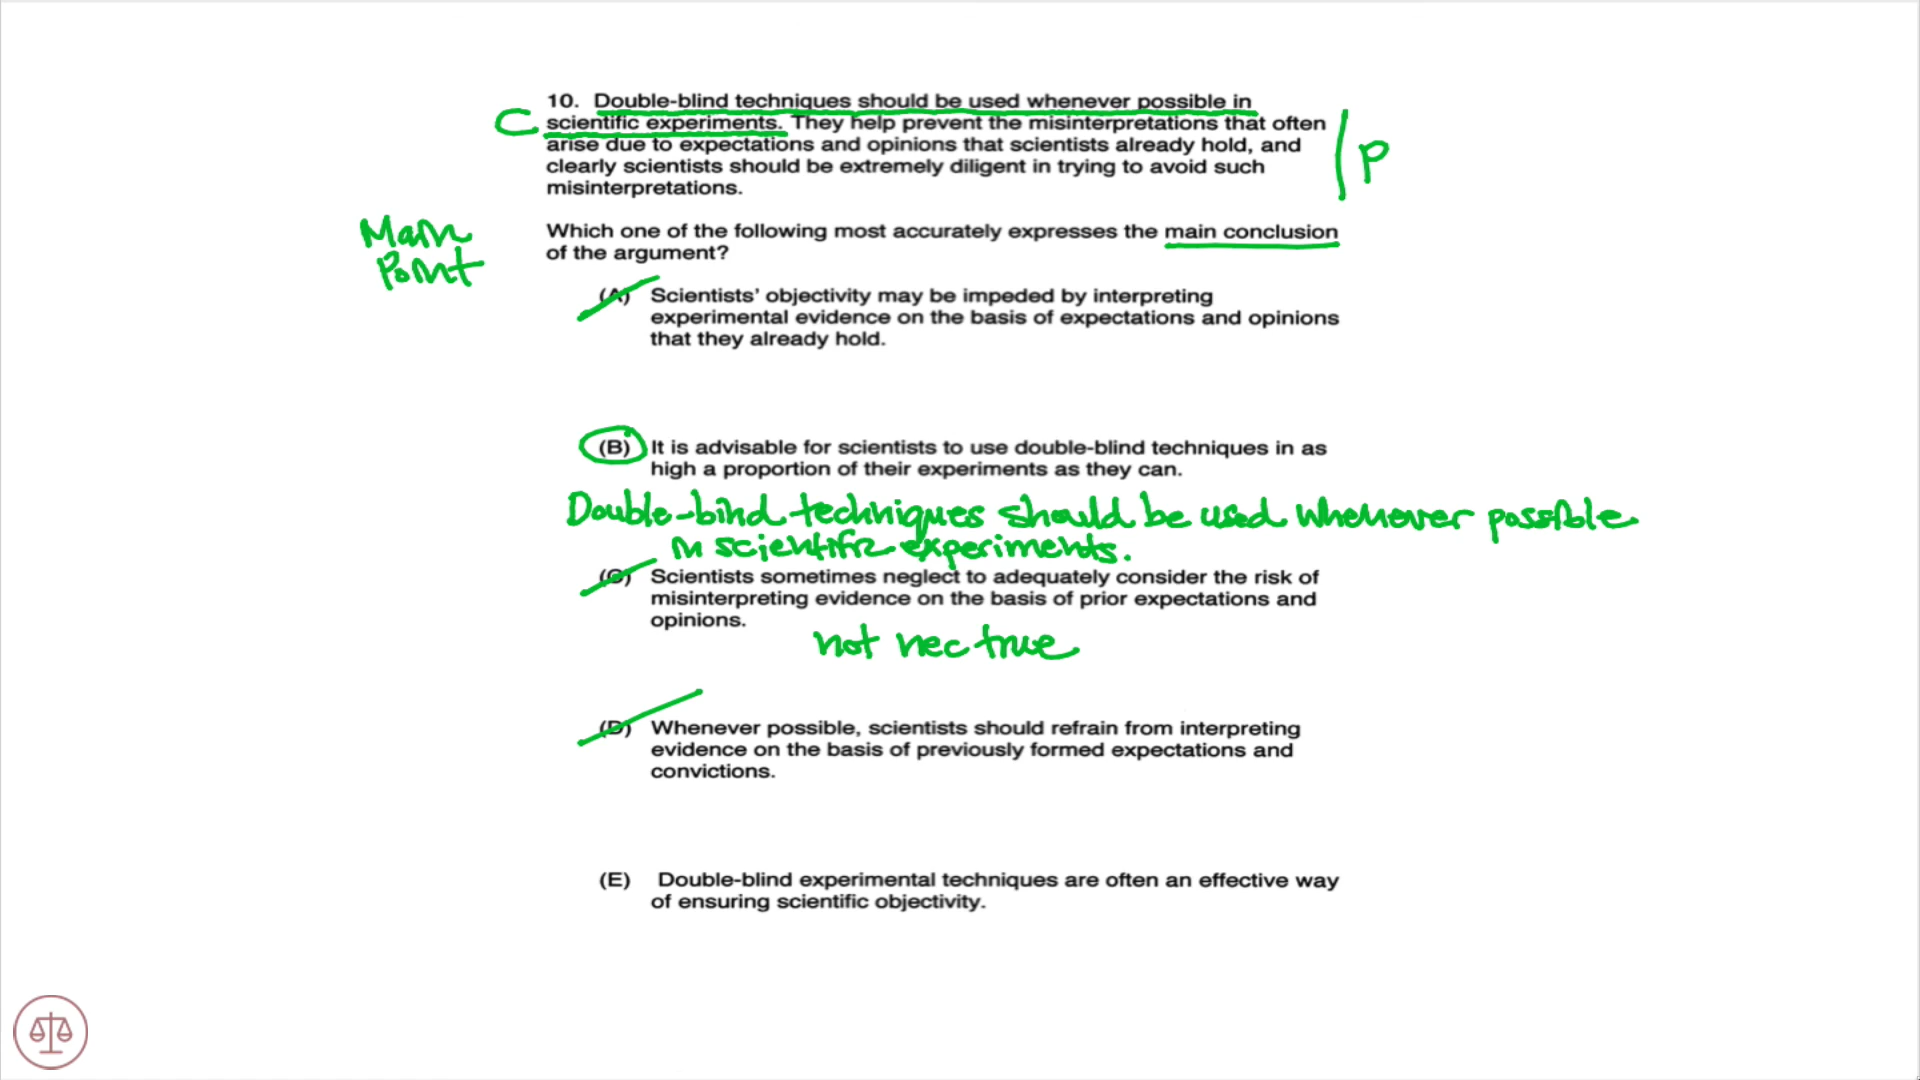 10. Double-blind techniques should be used whenever possible in
C scientific experiments. They help prevent the misinterpretations that often
arise due to expectations and opinions that scientists already hold, and
P
clearly scientists should be extremely diligent in trying to avoid such
misinterpretations.
Main
Point
Which one of the following most accurately expresses the main conclusion
of the argument?
(A) Scientists' objectivity may be impeded by interpreting
experimental evidence on the basis of expectations and opinions
that they already hold.
(B) It is advisable for scientists to use double-blind techniques in as
high a proportion of their experiments as they can.
Double-blind techniques should be used whenever possible
in scientific experiments.
(C) Scientists sometimes neglect to adequately consider the risk of
misinterpreting evidence on the basis of prior expectations and
opinions.
not nec true
(D) Whenever possible, scientists should refrain from interpreting
evidence on the basis of previously formed expectations and
convictions.
(E) Double-blind experimental techniques are often an effective way
of ensuring scientific objectivity.